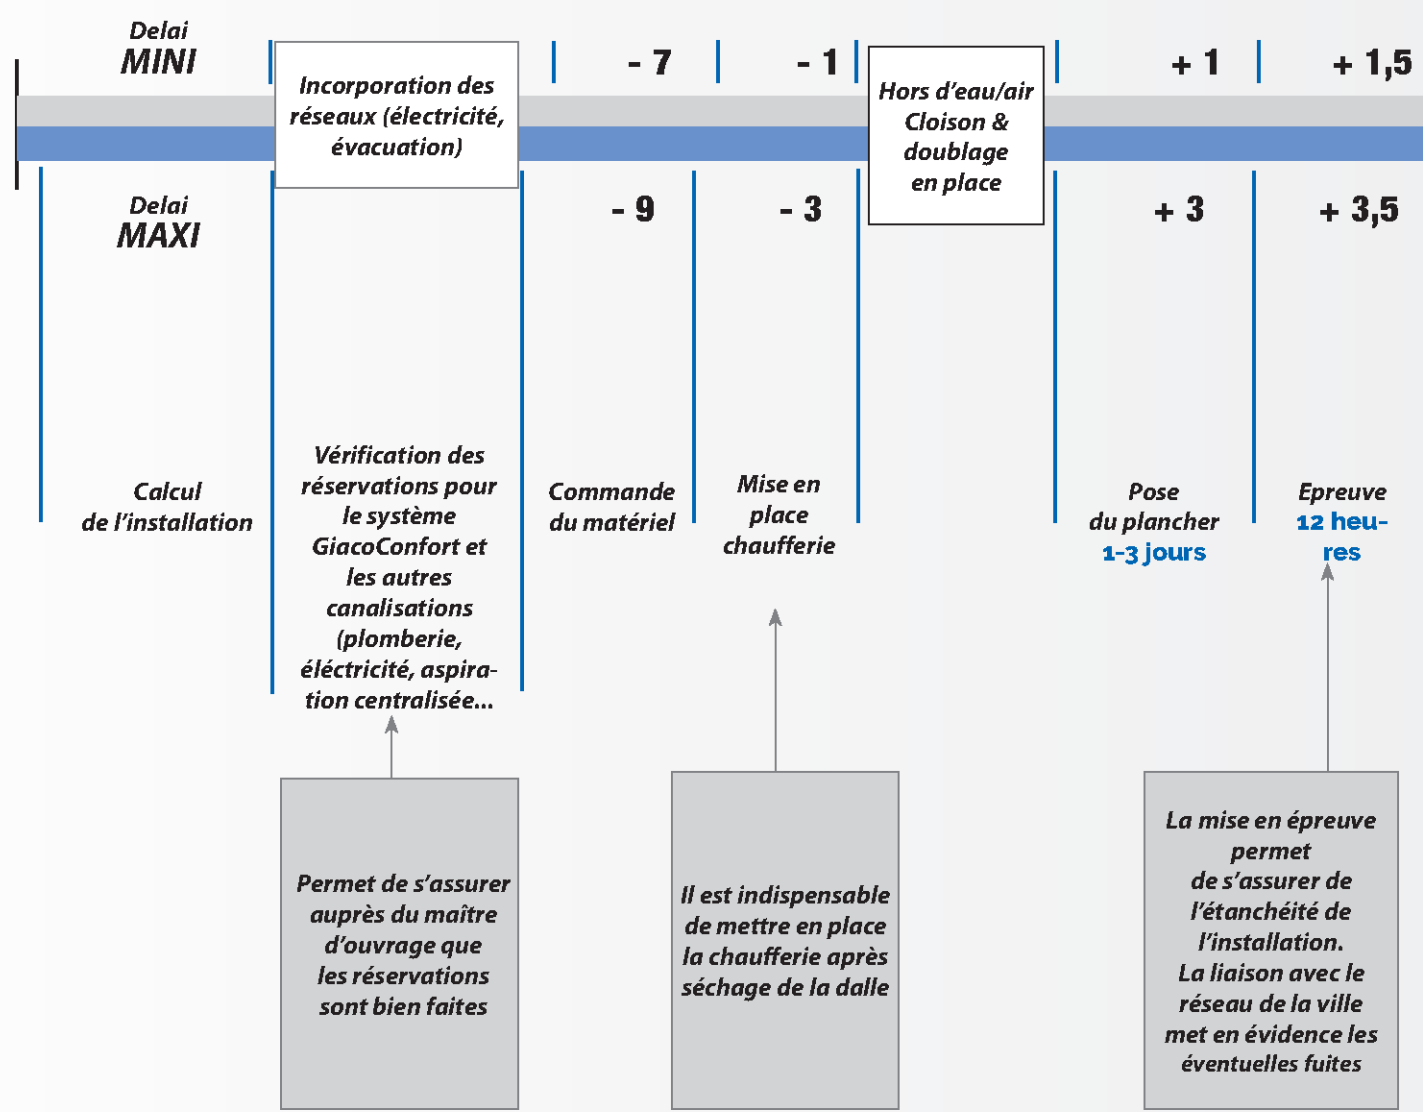 Delai
MINI
Incorporation des
réseaux (électricité,
évacuation)
- 7
- 1
Hors d'eau/air
Cloison &
doublage
en place
+ 1
+ 1,5
Delai
MAXI
- 9
- 3
+ 3
+ 3,5
Calcul
de l'installation
Vérification des
réservations pour
le système
GiacoConfort et
les autres
canalisations
(plomberie,
éléctricité, aspira-
tion centralisée...
Commande
du matériel
Mise en
place
chaufferie
Pose
du plancher
1-3 jours
Epreuve
12 heu-
res
Permet de s'assurer
auprès du maître
d'ouvrage que
les réservations
sont bien faites
Il est indispensable
de mettre en place
la chaufferie après
séchage de la dalle
La mise en épreuve
permet
de s'assurer de
l'étanchéité de
l'installation.
La liaison avec le
réseau de la ville
met en évidence les
éventuelles fuites